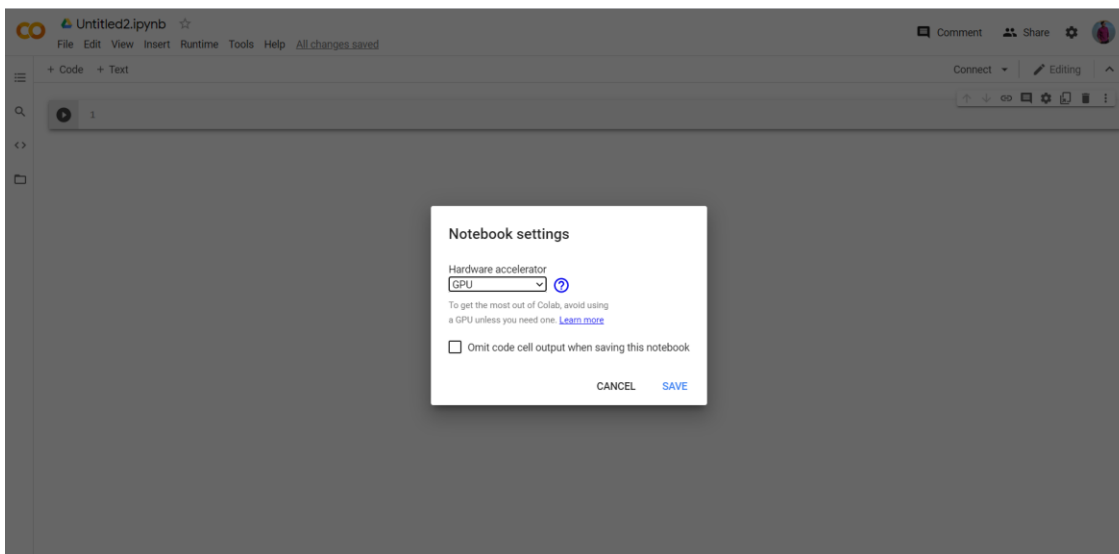 CO
Untitled2.ipynb
File Edit View Insert Runtime Tools Help All changes saved
Comment Share
+ Code + Text
Connect Editing
1
Notebook settings
Hardware accelerator
GPU
To get the most out of Colab, avoid using
a GPU unless you need one. Learn more
Omit code cell output when saving this notebook
CANCEL SAVE